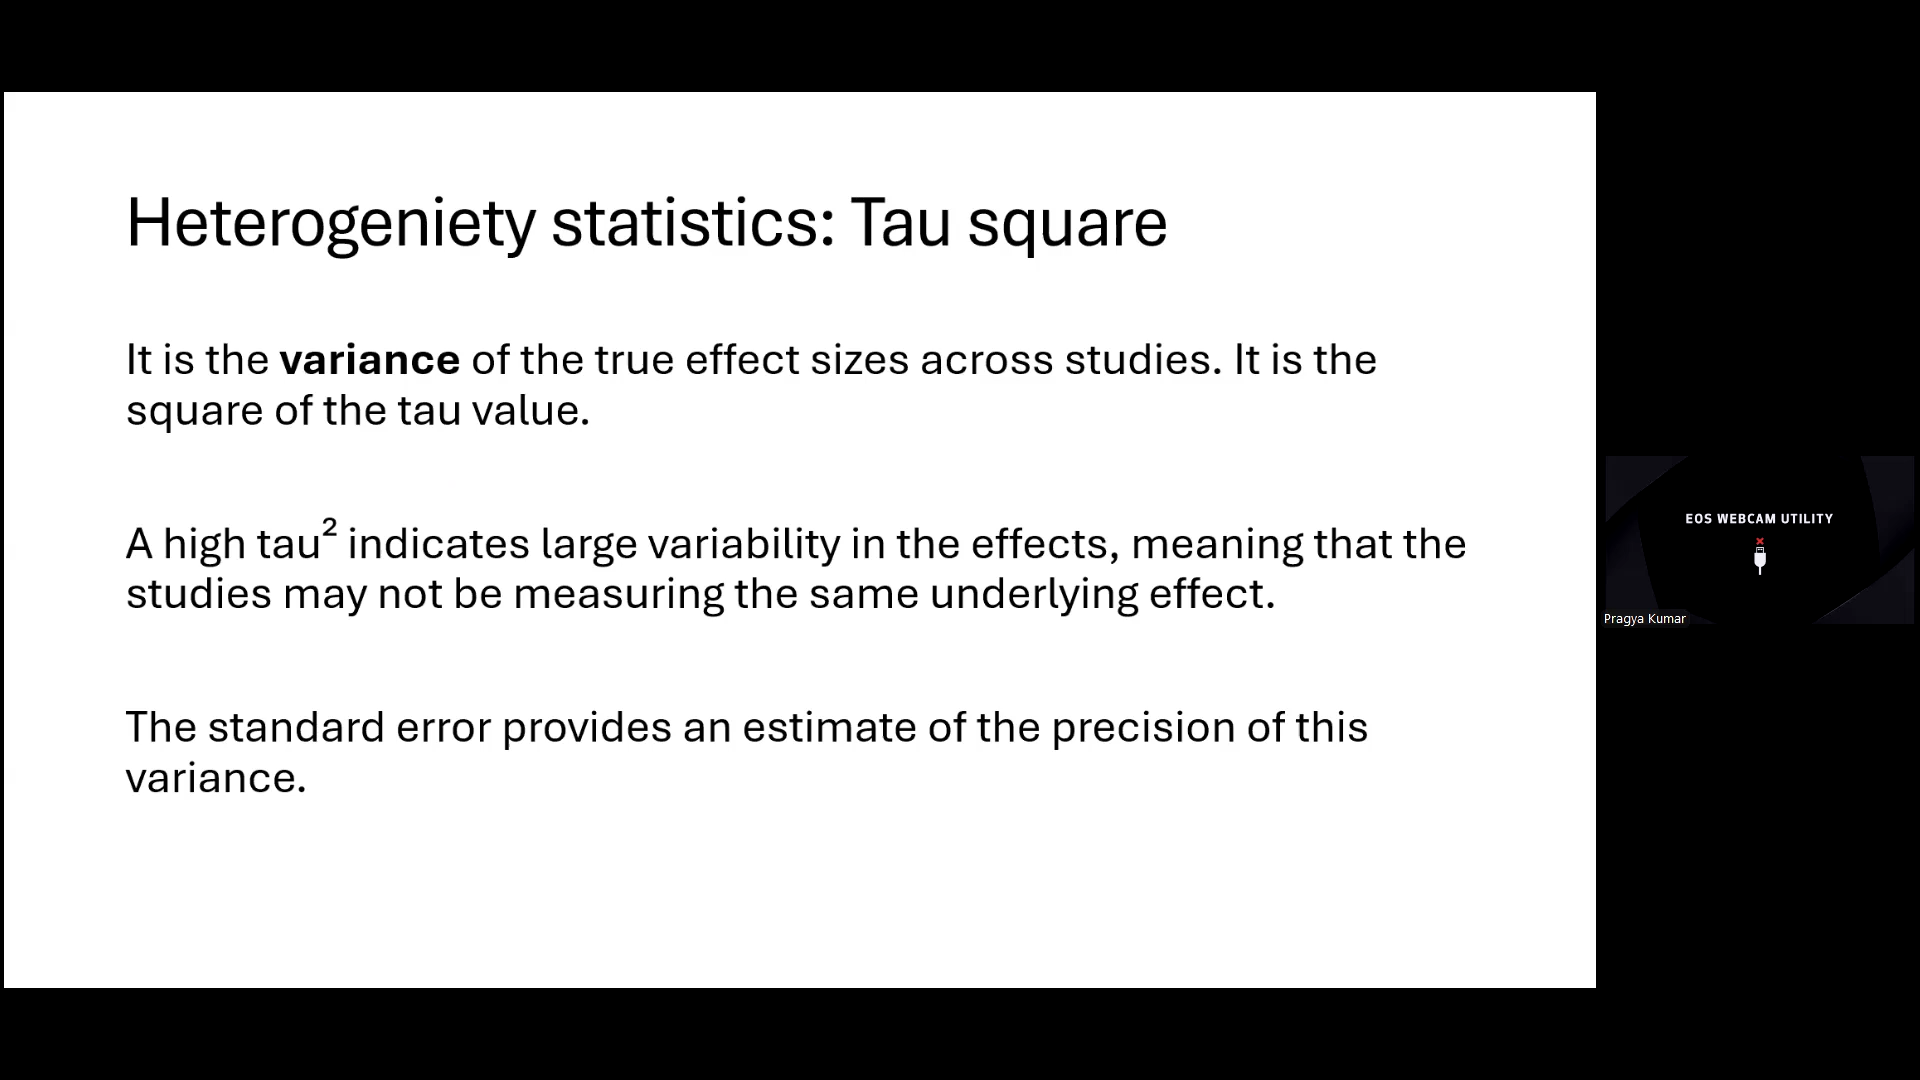 Heterogeniety statistics: Tau square
It is the variance of the true effect sizes across studies. It is the
square of the tau value.
A high tau² indicates large variability in the effects, meaning that the
studies may not be measuring the same underlying effect.
The standard error provides an estimate of the precision of this
variance.
EOS WEBCAM UTILITY
Pragya Kumar